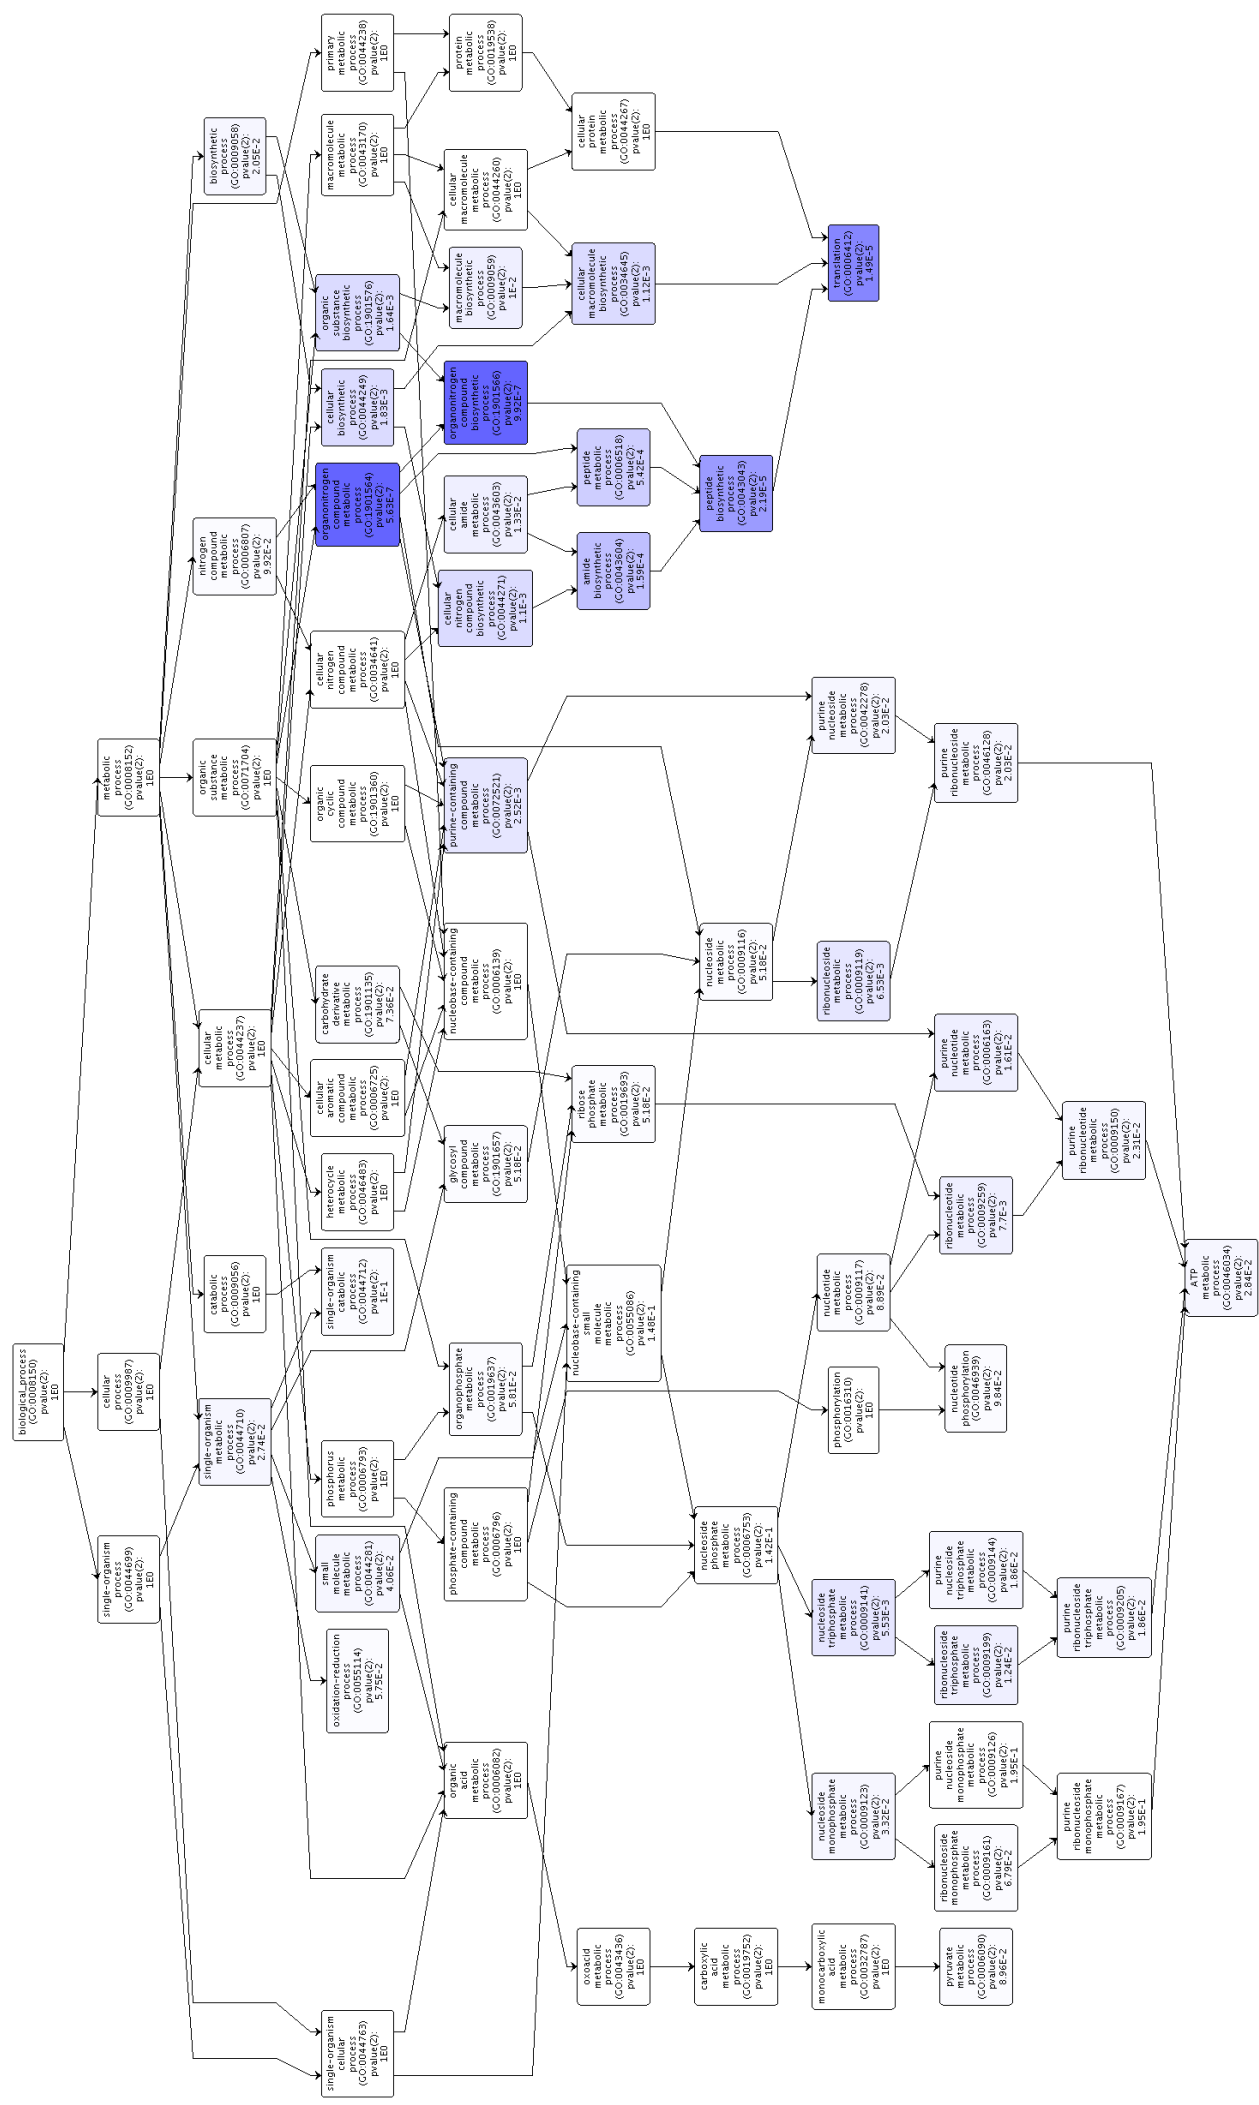 biological_process
(GO:0008150)
pvalue(2):
1E0
metabolic
process
(GO:0008152)
pvalue(2):
1E0
cellular
process
(GO:0009987)
pvalue(2):
1E0
single-organism
process
(GO:0044699)
pvalue(2):
1E0
biosynthetic
process
(GO:0009058)
pvalue(2):
2.05E-2
nitrogen
compound
metabolic
process
(GO:0006807)
pvalue(2):
9.92E-2
organic
substance
metabolic
process
(GO:0071704)
pvalue(2):
1E0
cellular
metabolic
process
(GO:0044237)
pvalue(2):
1E0
catabolic
process
(GO:0009056)
pvalue(2):
1E0
single-organism
metabolic
process
(GO:0044710)
pvalue(2):
2.74E-2
primary
metabolic
process
(GO:0044238)
pvalue(2):
1E0
macromolecule
metabolic
process
(GO:0043170)
pvalue(2):
1E0
organic
substance
biosynthetic
process
(GO:1901576)
pvalue(2):
1.64E-3
cellular
biosynthetic
process
(GO:0044249)
pvalue(2):
1.83E-3
organonitrogen
compound
metabolic
process
(GO:1901564)
pvalue(2):
5.63E-7
cellular
nitrogen
compound
metabolic
process
(GO:0034641)
pvalue(2):
1E0
organic
cyclic
compound
metabolic
process
(GO:1901360)
pvalue(2):
1E0
carbohydrate
derivative
metabolic
process
(GO:1901135)
pvalue(2):
7.36E-2
cellular
aromatic
compound
metabolic
process
(GO:0006725)
pvalue(2):
1E0
heterocycle
metabolic
process
(GO:0046483)
pvalue(2):
1E0
single-organism
catabolic
process
(GO:0044712)
pvalue(2):
1E-1
phosphorus
metabolic
process
(GO:0006793)
pvalue(2):
1E0
small
molecule
metabolic
process
(GO:0044281)
pvalue(2):
4.06E-2
oxidation-reduction
process
(GO:0055114)
pvalue(2):
5.75E-2
single-organism
cellular
process
(GO:0044763)
pvalue(2):
1E0
protein
metabolic
process
(GO:0019538)
pvalue(2):
1E0
cellular
macromolecule
metabolic
process
(GO:0044260)
pvalue(2):
1E0
macromolecule
biosynthetic
process
(GO:0009059)
pvalue(2):
1E-2
organonitrogen
compound
biosynthetic
process
(GO:1901566)
pvalue(2):
9.92E-7
cellular
amide
metabolic
process
(GO:0043603)
pvalue(2):
1.33E-2
cellular
nitrogen
compound
biosynthetic
process
(GO:0044271)
pvalue(2):
1.1E-3
purine-containing
compound
metabolic
process
(GO:0072521)
pvalue(2):
2.52E-3
nucleobase-containing
compound
metabolic
process
(GO:0006139)
pvalue(2):
1E0
glycosyl
compound
metabolic
process
(GO:1901657)
pvalue(2):
5.18E-2
organophosphate
metabolic
process
(GO:0019637)
pvalue(2):
5.81E-2
phosphate-containing
compound
metabolic
process
(GO:0006796)
pvalue(2):
1E0
organic
acid
metabolic
process
(GO:0006082)
pvalue(2):
1E0
cellular
protein
metabolic
process
(GO:0044267)
pvalue(2):
1E0
cellular
macromolecule
biosynthetic
process
(GO:0034645)
pvalue(2):
1.12E-3
peptide
metabolic
process
(GO:0006518)
pvalue(2):
5.42E-4
amide
biosynthetic
process
(GO:0043604)
pvalue(2):
1.59E-4
ribose
phosphate
metabolic
process
(GO:0019693)
pvalue(2):
5.18E-2
nucleobase-containing
small
molecule
metabolic
process
(GO:0055086)
pvalue(2):
1.48E-1
oxoacid
metabolic
process
(GO:0043436)
pvalue(2):
1E0
peptide
biosynthetic
process
(GO:0043043)
pvalue(2):
2.19E-5
nucleoside
metabolic
process
(GO:0009116)
pvalue(2):
5.18E-2
nucleoside
phosphate
metabolic
process
(GO:0006753)
pvalue(2):
1.42E-1
carboxylic
acid
metabolic
process
(GO:0019752)
pvalue(2):
1E0
translation
(GO:0006412)
pvalue(2):
1.49E-5
purine
nucleoside
metabolic
process
(GO:0042278)
pvalue(2):
2.03E-2
ribonucleoside
metabolic
process
(GO:0009119)
pvalue(2):
6.53E-3
nucleotide
metabolic
process
(GO:0009117)
pvalue(2):
8.89E-2
phosphorylation
(GO:0016310)
pvalue(2):
1E0
nucleoside
triphosphate
metabolic
process
(GO:0009141)
pvalue(2):
5.53E-3
nucleoside
monophosphate
metabolic
process
(GO:0009123)
pvalue(2):
3.32E-2
monocarboxylic
acid
metabolic
process
(GO:0032787)
pvalue(2):
1E0
purine
ribonucleoside
metabolic
process
(GO:0046128)
pvalue(2):
2.03E-2
purine
nucleotide
metabolic
process
(GO:0006163)
pvalue(2):
1.61E-2
ribonucleotide
metabolic
process
(GO:0009259)
pvalue(2):
7.7E-3
nucleotide
phosphorylation
(GO:0046939)
pvalue(2):
9.84E-2
purine
nucleoside
triphosphate
metabolic
process
(GO:0009144)
pvalue(2):
1.86E-2
ribonucleoside
triphosphate
metabolic
process
(GO:0009199)
pvalue(2):
1.24E-2
purine
nucleoside
monophosphate
metabolic
process
(GO:0009126)
pvalue(2):
1.95E-1
ribonucleoside
monophosphate
metabolic
process
(GO:0009161)
pvalue(2):
6.79E-2
pyruvate
metabolic
process
(GO:0006090)
pvalue(2):
8.96E-2
purine
ribonucleotide
metabolic
process
(GO:0009150)
pvalue(2):
2.31E-2
purine
ribonucleoside
triphosphate
metabolic
process
(GO:0009205)
pvalue(2):
1.86E-2
purine
ribonucleoside
monophosphate
metabolic
process
(GO:0009167)
pvalue(2):
1.95E-1
ATP
metabolic
process
(GO:0046034)
pvalue(2):
2.84E-2